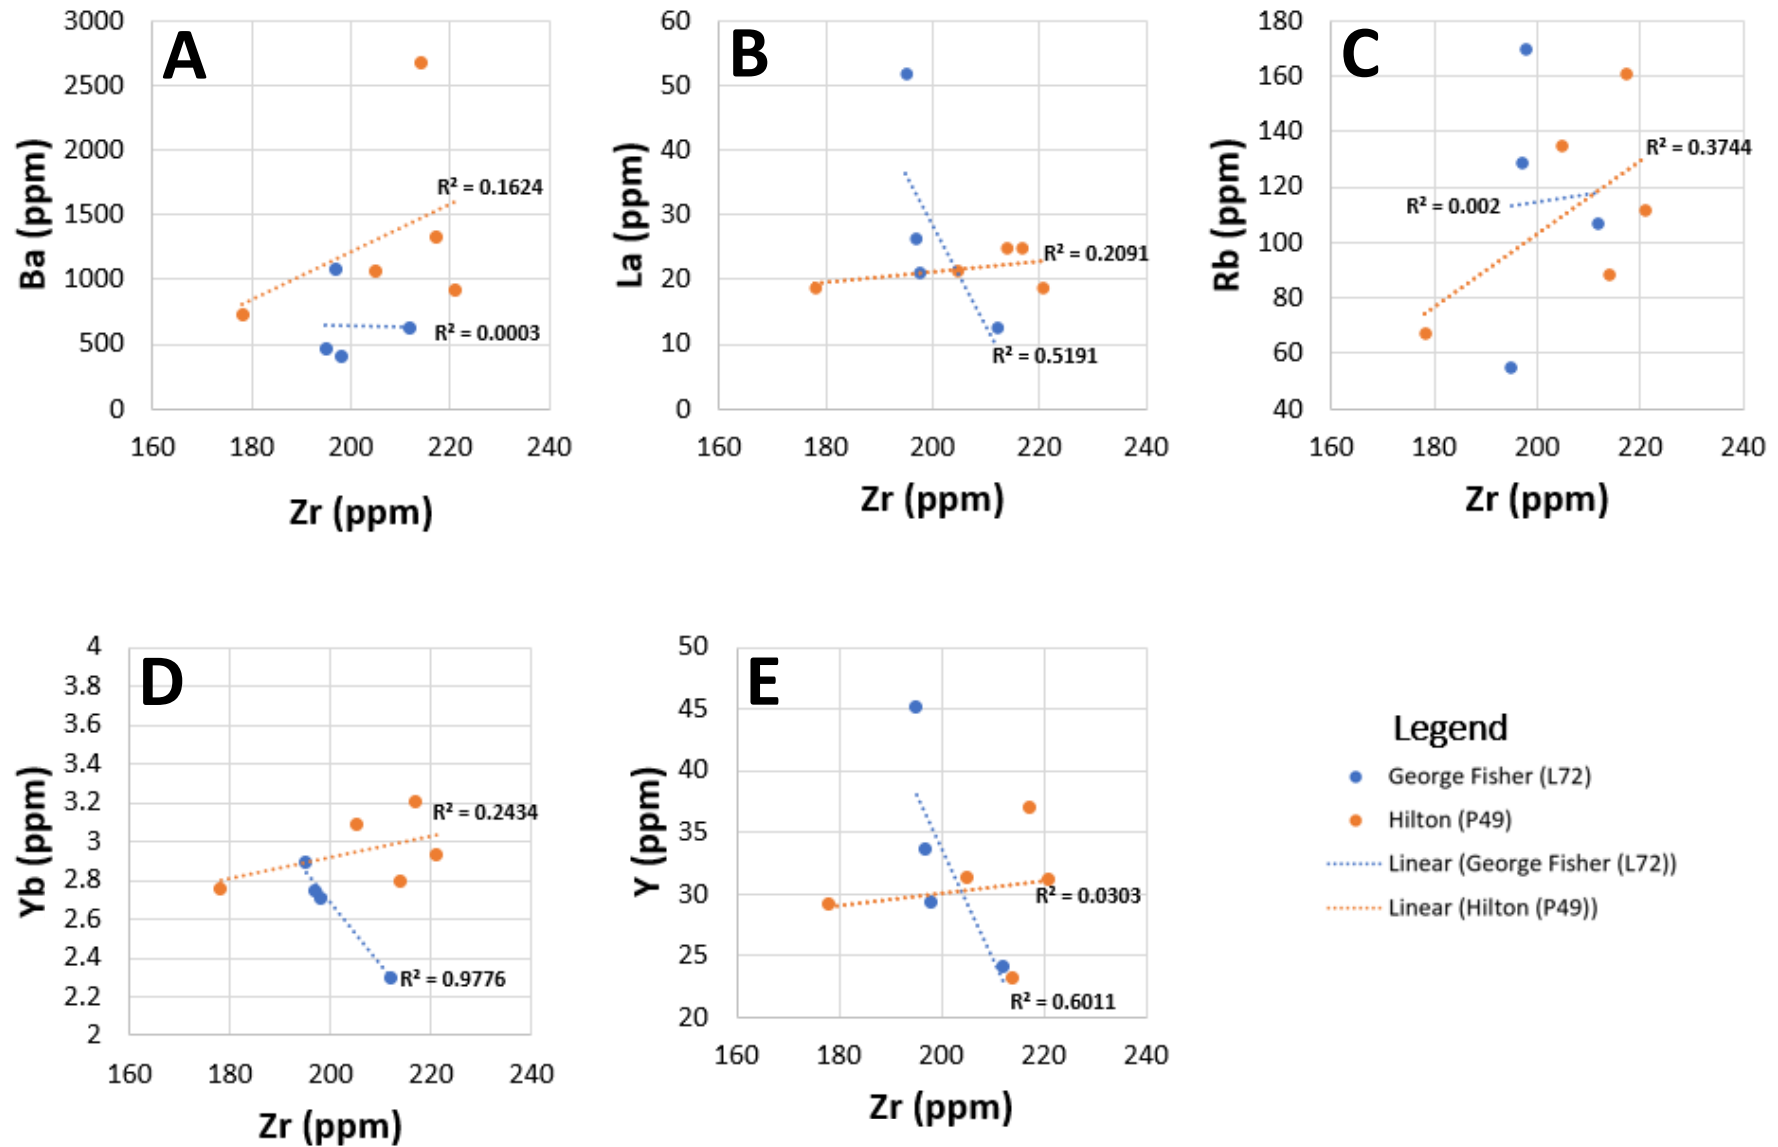 A
3000
2500
2000
1500
1000
500
0
Ba (ppm)
R² = 0.1624
R² = 0.0003
160 180 200 220 240
Zr (ppm)
B
60
50
40
30
20
10
0
La (ppm)
R² = 0.2091
R² = 0.5191
160 180 200 220 240
Zr (ppm)
C
180
160
140
120
100
80
60
40
Rb (ppm)
R² = 0.3744
R² = 0.002
160 180 200 220 240
Zr (ppm)
D
4
3.8
3.6
3.4
3.2
3
2.8
2.6
2.4
2.2
2
Yb (ppm)
R² = 0.2434
R² = 0.9776
160 180 200 220 240
Zr (ppm)
E
50
45
40
35
30
25
20
Y (ppm)
R² = 0.0303
R² = 0.6011
160 180 200 220 240
Zr (ppm)
Legend
George Fisher (L72)
Hilton (P49)
Linear (George Fisher (L72))
Linear (Hilton (P49))